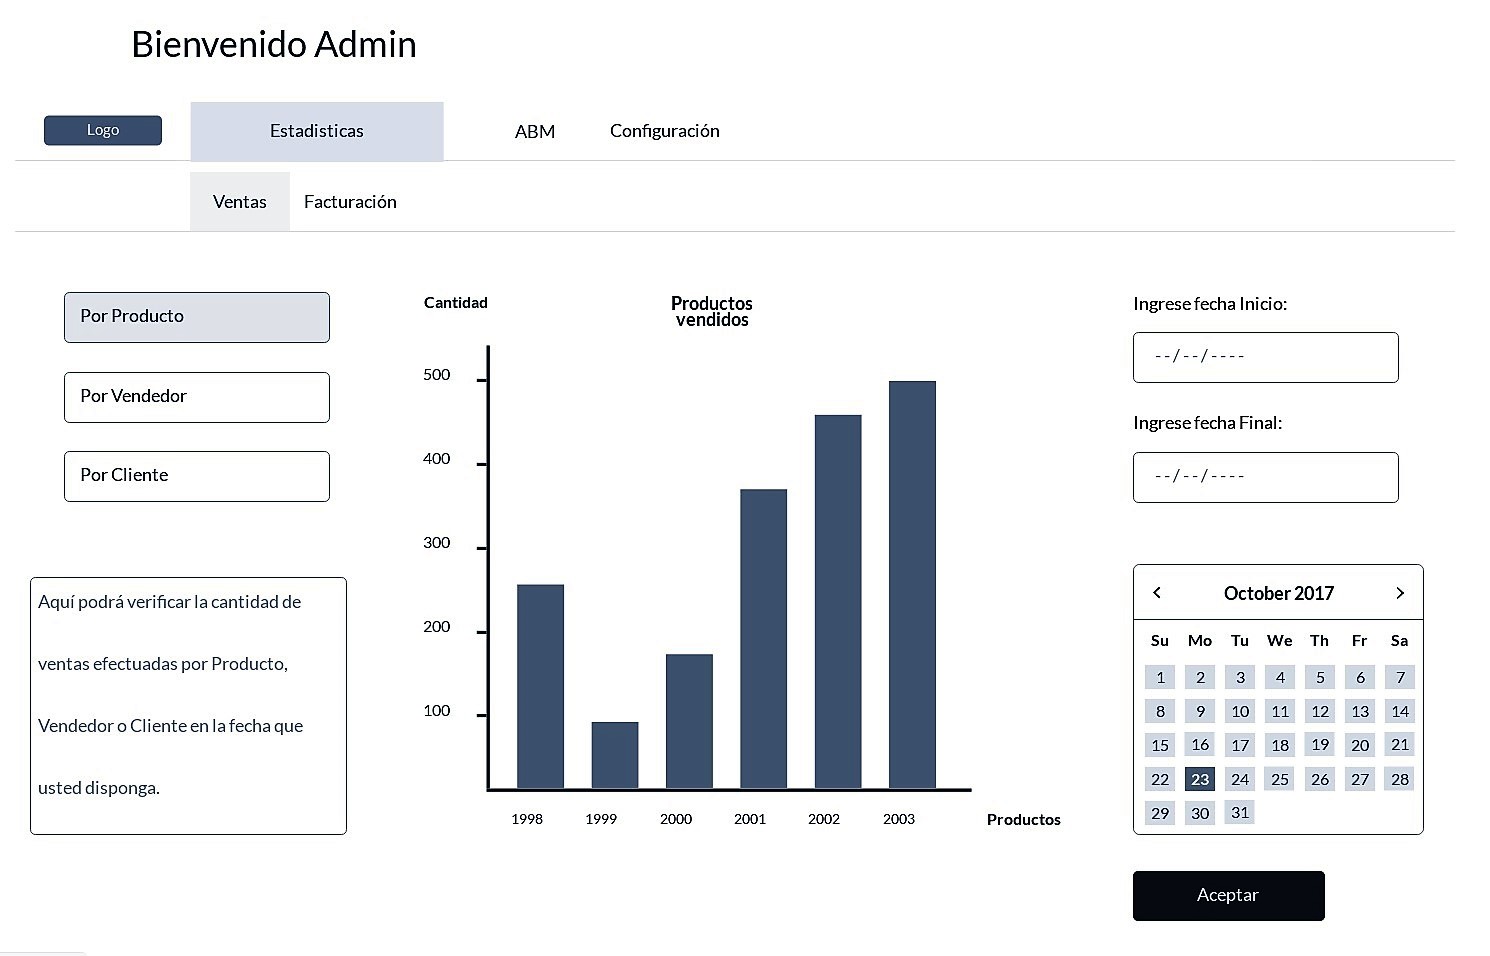 Bienvenido Admin
Logo
Estadisticas
ABM
Configuración
Ventas
Facturación
Por Producto
Por Vendedor
Por Cliente
Aquí podrá verificar la cantidad de
ventas efectuadas por Producto,
Vendedor o Cliente en la fecha que
usted disponga.
Cantidad
Productos
vendidos
500
400
300
200
100
1998 1999 2000 2001 2002 2003
Productos
Ingrese fecha Inicio:
--/--/----
Ingrese fecha Final:
--/--/----
< October 2017 >
Su Mo Tu We Th Fr Sa
1 2 3 4 5 6 7
8 9 10 11 12 13 14
15 16 17 18 19 20 21
22 23 24 25 26 27 28
29 30 31
Aceptar